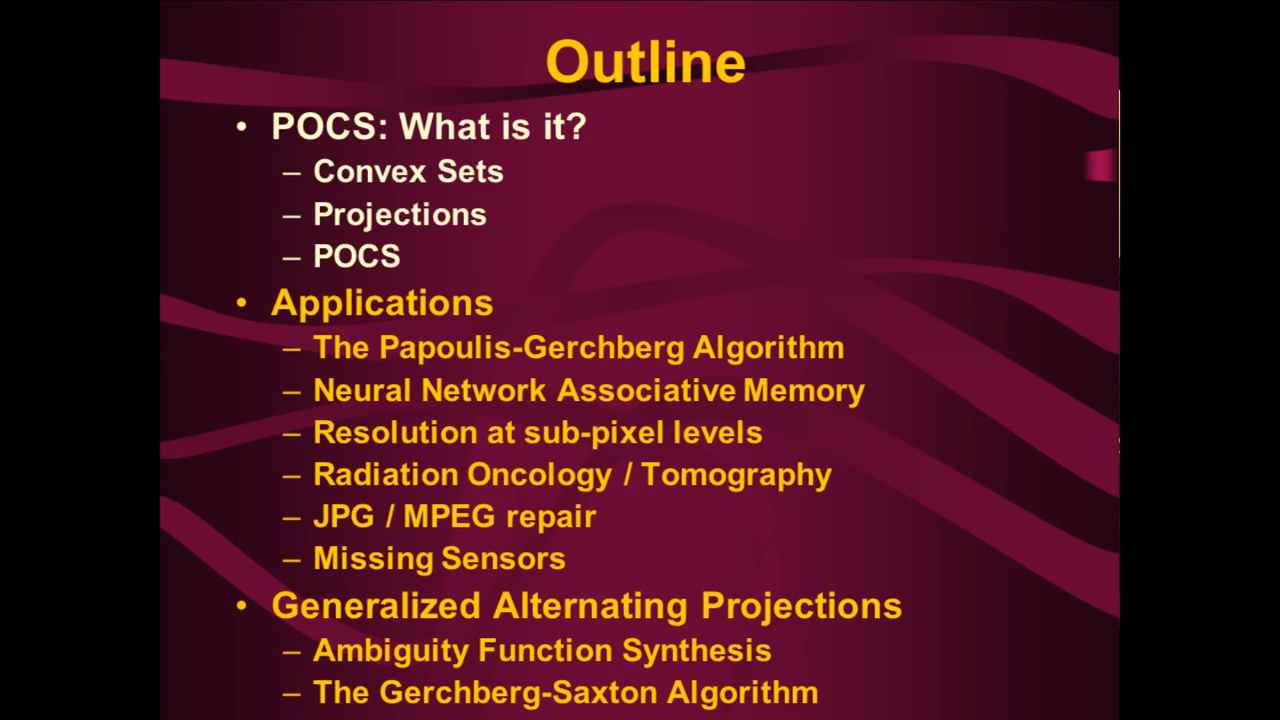 Outline
• POCS: What is it?
– Convex Sets
– Projections
– POCS
• Applications
– The Papoulis-Gerchberg Algorithm
– Neural Network Associative Memory
– Resolution at sub-pixel levels
– Radiation Oncology / Tomography
– JPG / MPEG repair
– Missing Sensors
• Generalized Alternating Projections
– Ambiguity Function Synthesis
– The Gerchberg-Saxton Algorithm